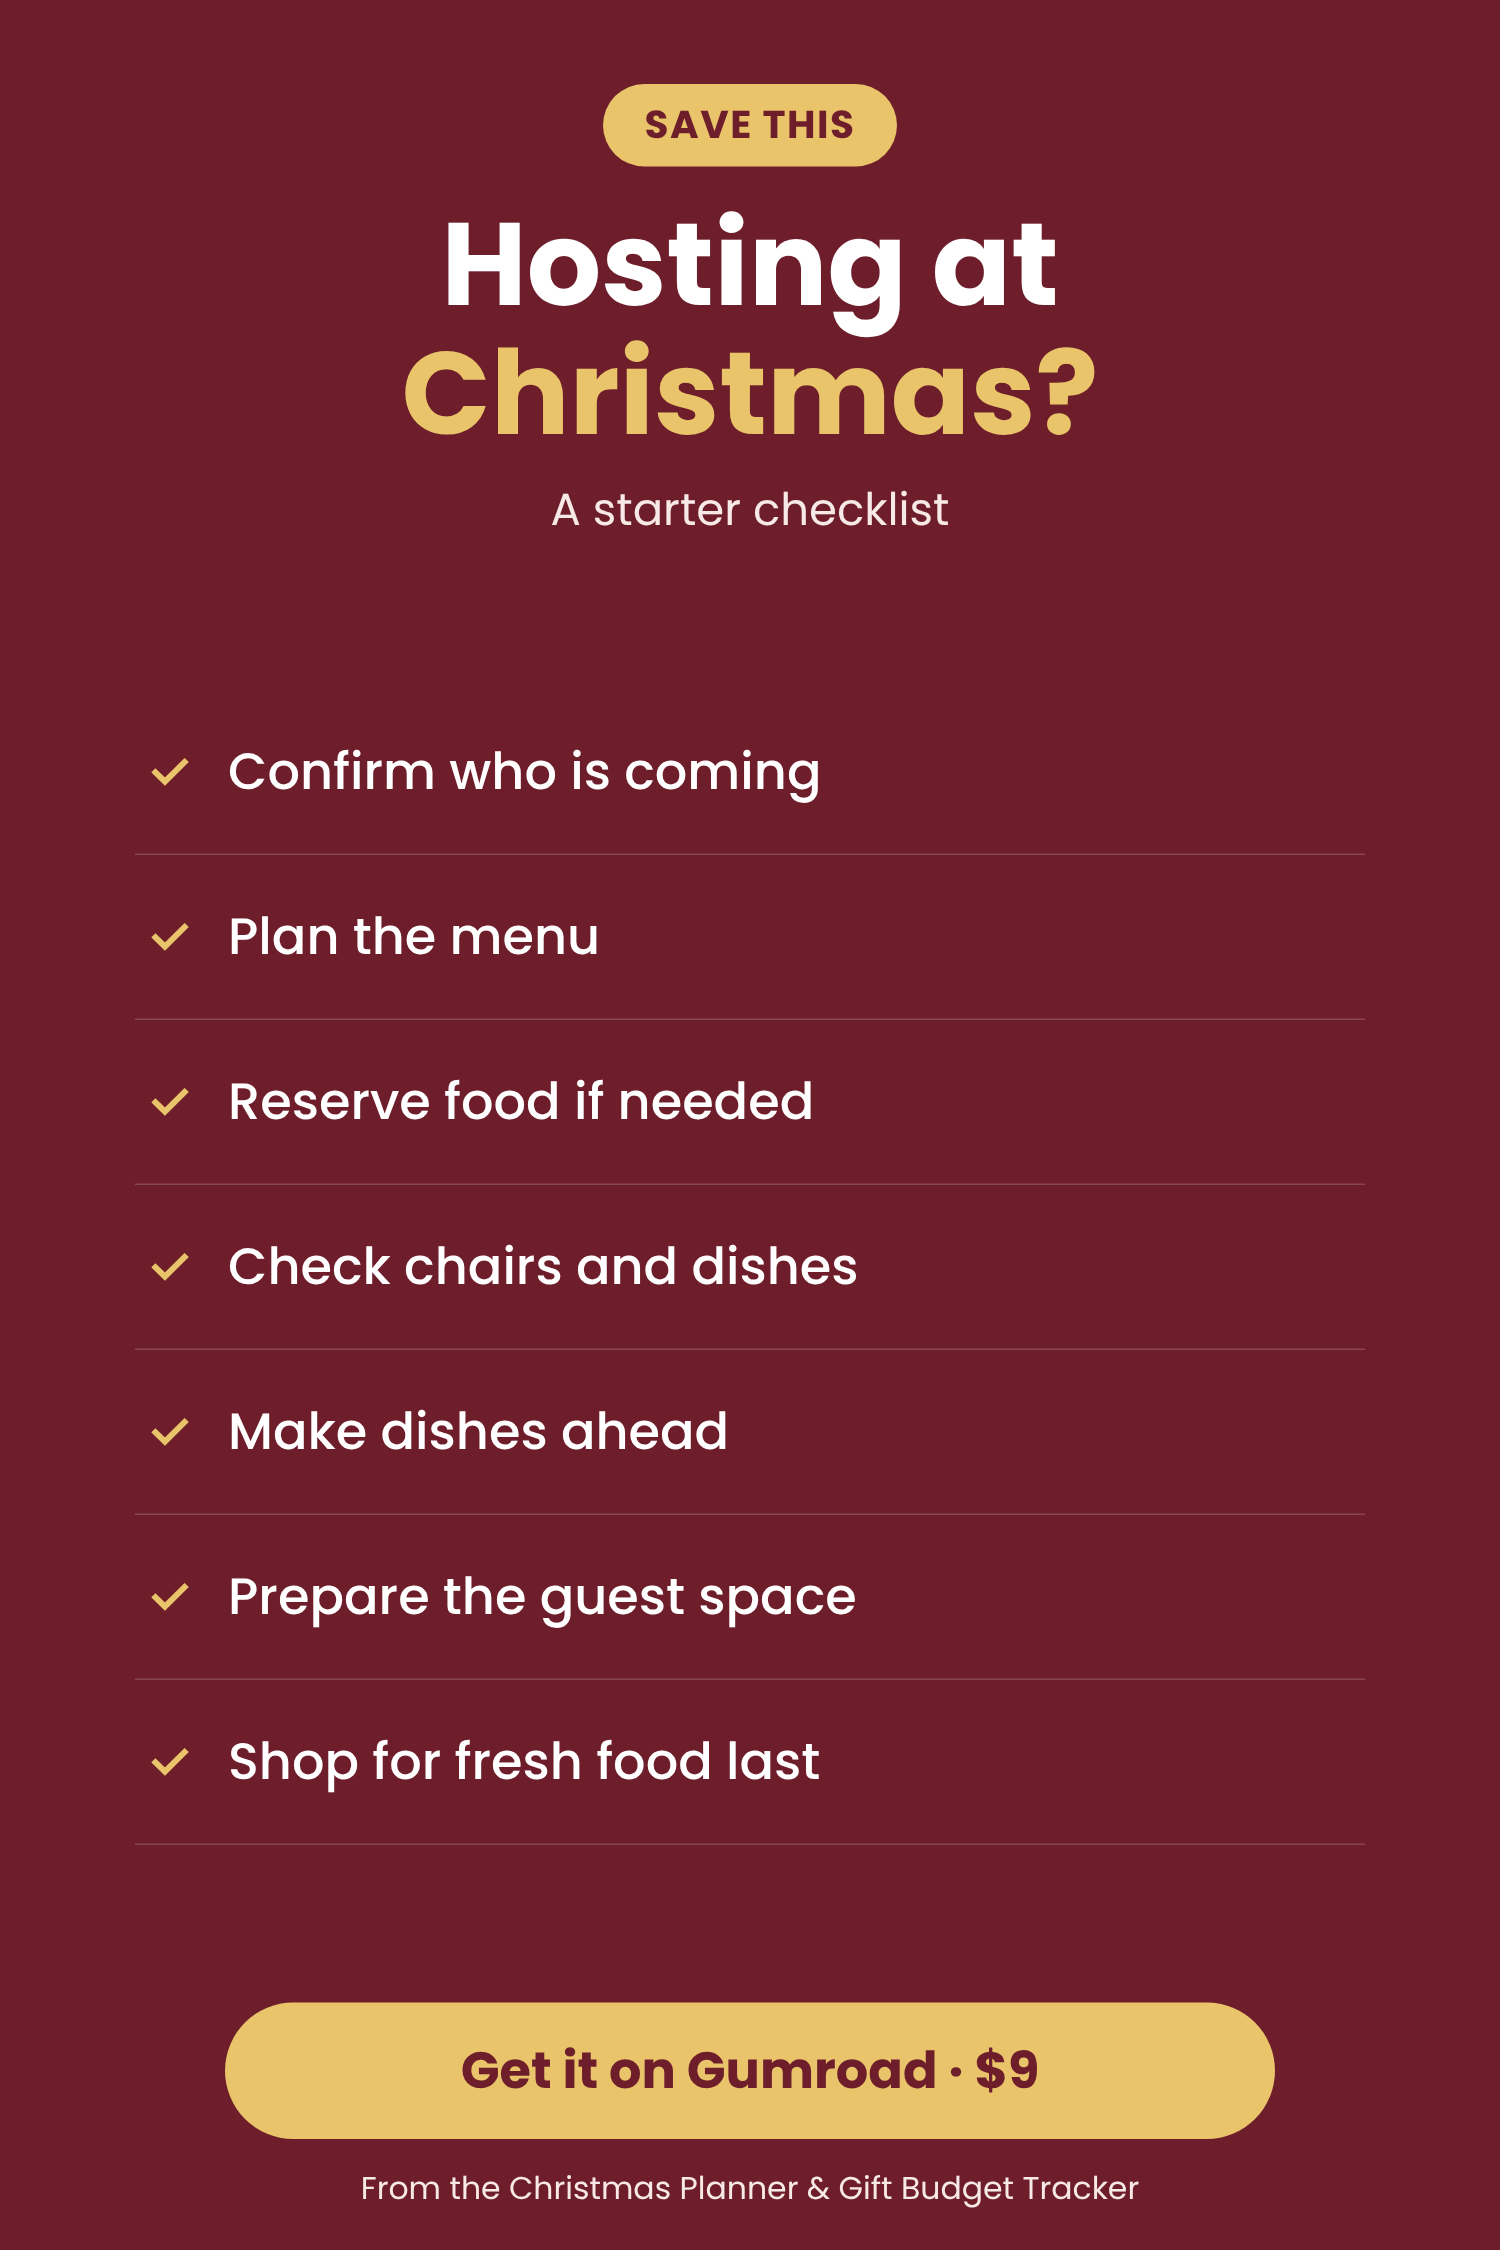 SAVE THIS
Hosting at
Christmas?
A starter checklist
Confirm who is coming
Plan the menu
Reserve food if needed
Check chairs and dishes
Make dishes ahead
Prepare the guest space
Shop for fresh food last
Get it on Gumroad · $9
From the Christmas Planner & Gift Budget Tracker